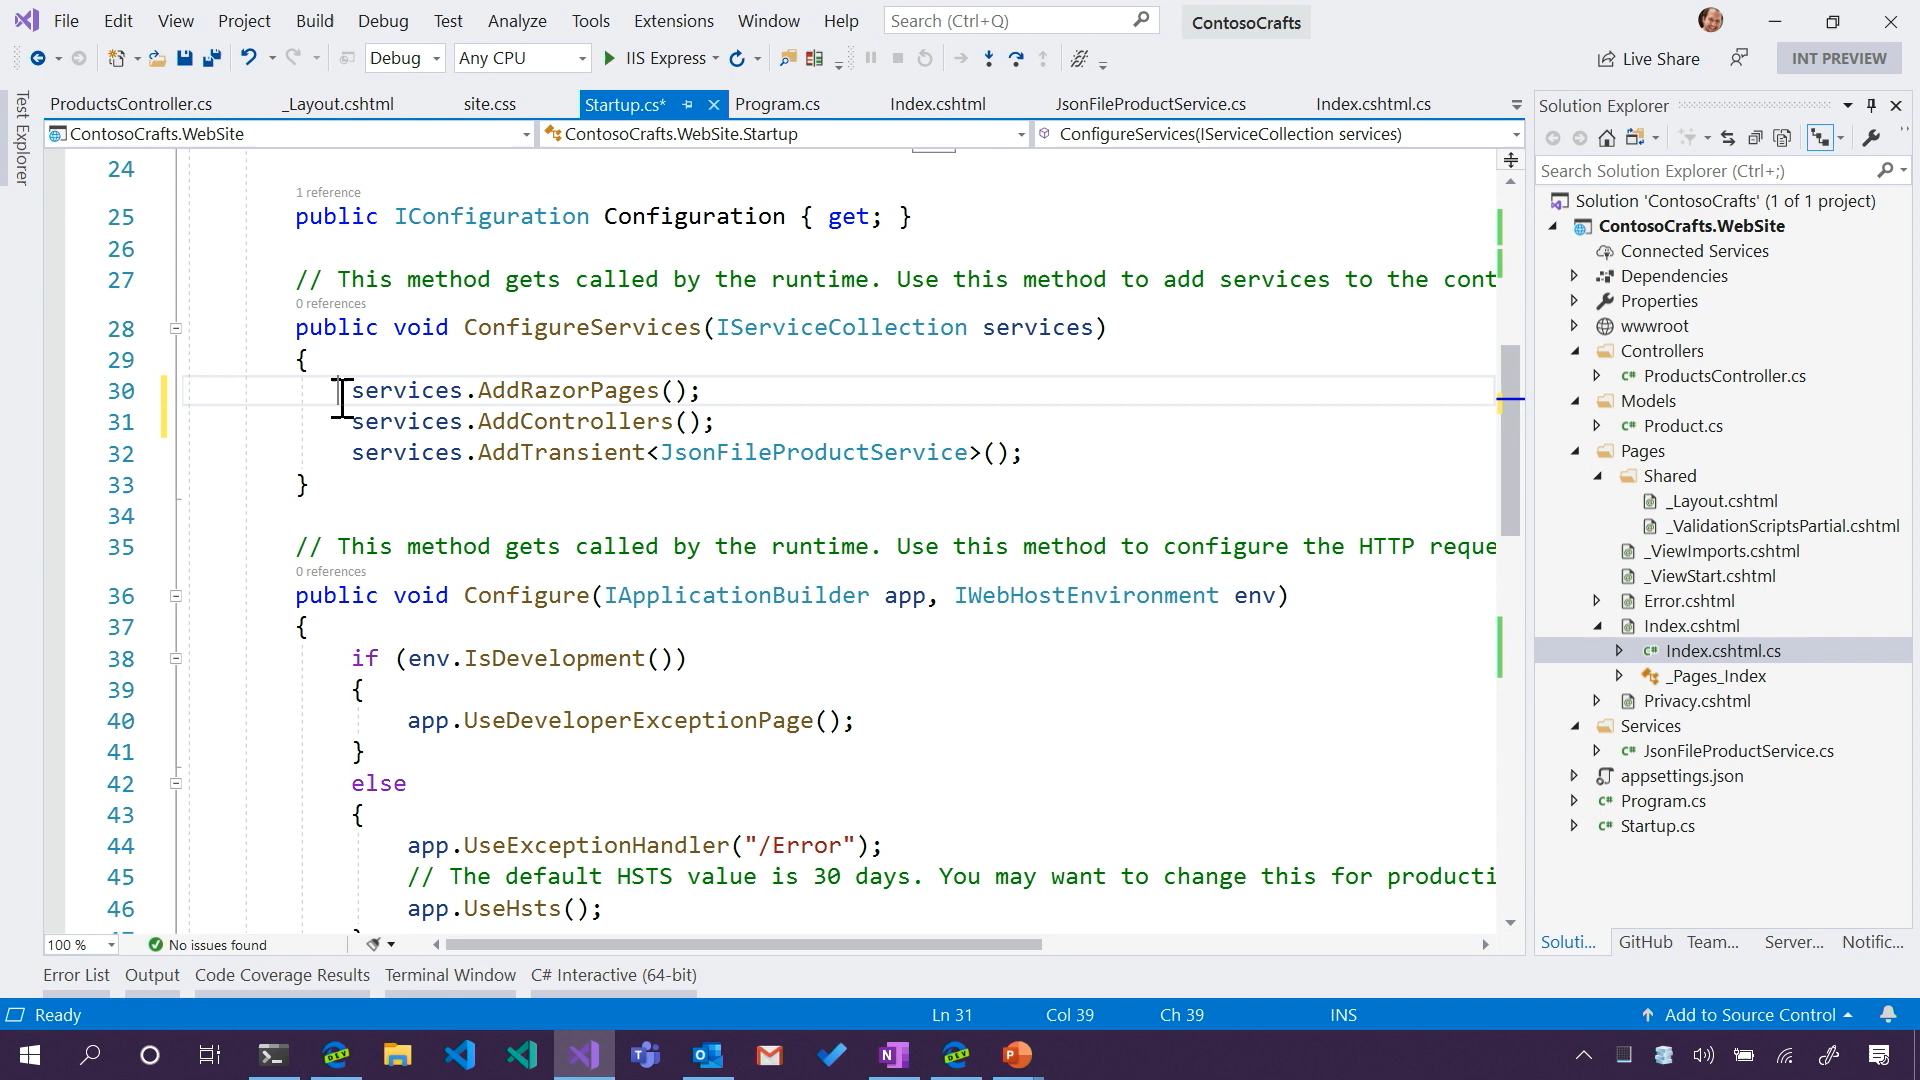 File Edit View Project Build Debug Test Analyze Tools Extensions Window Help Search (Ctrl+Q) ContosoCrafts
Debug Any CPU IIS Express Live Share INT PREVIEW
Test Explorer
ProductsController.cs _Layout.cshtml site.css Startup.cs* Program.cs Index.cshtml JsonFileProductService.cs Index.cshtml.cs
ContosoCrafts.WebSite ContosoCrafts.WebSite.Startup ConfigureServices(IServiceCollection services)
24
1 reference
25 public IConfiguration Configuration { get; }
26
27 // This method gets called by the runtime. Use this method to add services to the cont
0 references
28 public void ConfigureServices(IServiceCollection services)
29 {
30 services.AddRazorPages();
31 services.AddControllers();
32 services.AddTransient<JsonFileProductService>();
33 }
34
35 // This method gets called by the runtime. Use this method to configure the HTTP reque
0 references
36 public void Configure(IApplicationBuilder app, IWebHostEnvironment env)
37 {
38 if (env.IsDevelopment())
39 {
40 app.UseDeveloperExceptionPage();
41 }
42 else
43 {
44 app.UseExceptionHandler("/Error");
45 // The default HSTS value is 30 days. You may want to change this for producti
46 app.UseHsts();
100 % No issues found
Solution Explorer
Search Solution Explorer (Ctrl+;)
Solution 'ContosoCrafts' (1 of 1 project)
ContosoCrafts.WebSite
Connected Services
Dependencies
Properties
wwwroot
Controllers
C# ProductsController.cs
Models
C# Product.cs
Pages
Shared
_Layout.cshtml
_ValidationScriptsPartial.cshtml
_ViewImports.cshtml
_ViewStart.cshtml
Error.cshtml
Index.cshtml
C# Index.cshtml.cs
_Pages_Index
Privacy.cshtml
Services
C# JsonFileProductService.cs
appsettings.json
C# Program.cs
C# Startup.cs
Soluti... GitHub Team... Server... Notific...
Error List Output Code Coverage Results Terminal Window C# Interactive (64-bit)
Ready Ln 31 Col 39 Ch 39 INS Add to Source Control
DEV DEV